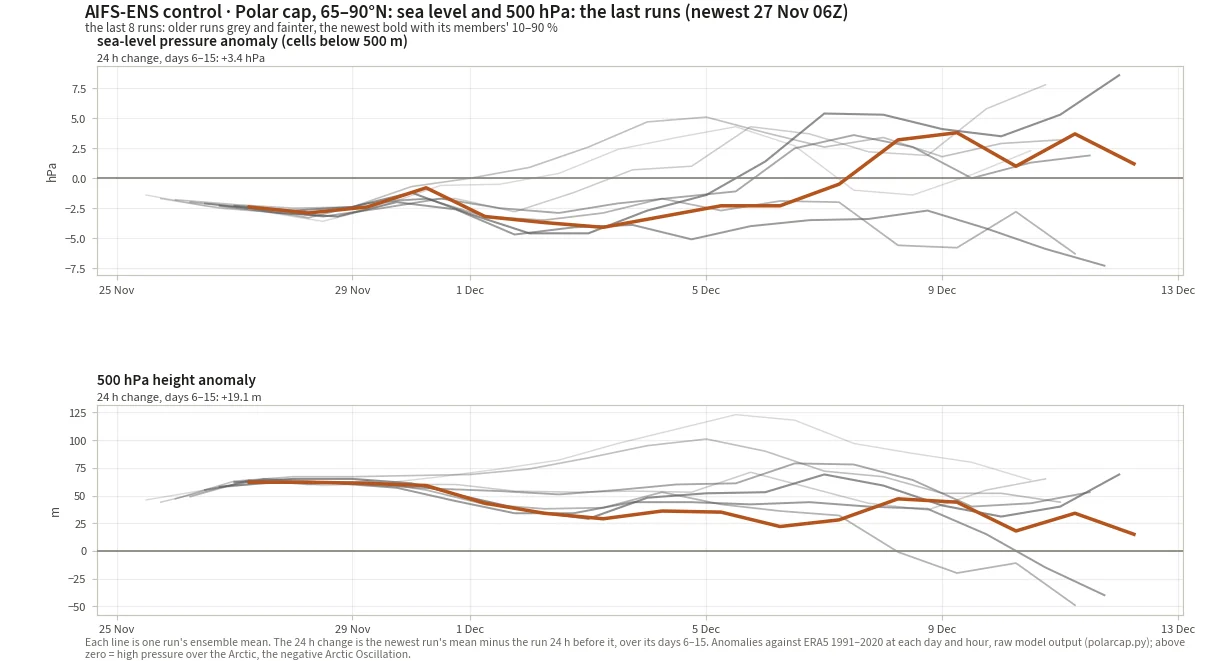 AIFS-ENS control · Polar cap, 65–90°N: sea level and 500 hPa: the last runs (newest 27 Nov 06Z)
the last 8 runs: older runs grey and fainter, the newest bold with its members' 10–90 %
sea-level pressure anomaly (cells below 500 m)
24 h change, days 6–15: +3.4 hPa
7.5
5.0
2.5
0.0
−2.5
−5.0
−7.5
hPa
25 Nov
29 Nov
1 Dec
5 Dec
9 Dec
13 Dec
500 hPa height anomaly
24 h change, days 6–15: +19.1 m
125
100
75
50
25
0
−25
−50
m
25 Nov
29 Nov
1 Dec
5 Dec
9 Dec
13 Dec
Each line is one run's ensemble mean. The 24 h change is the newest run's mean minus the run 24 h before it, over its days 6–15. Anomalies against ERA5 1991–2020 at each day and hour, raw model output (polarcap.py); above
zero = high pressure over the Arctic, the negative Arctic Oscillation.